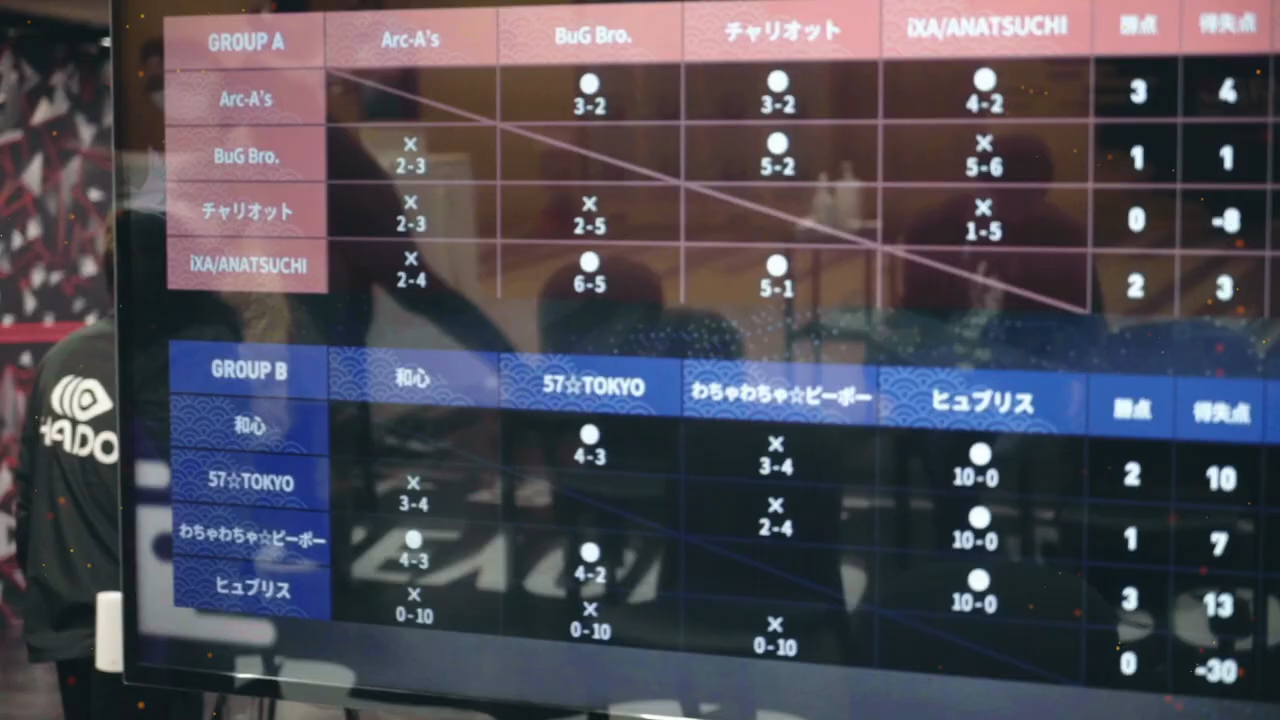 GROUP A Arc-A's BuG Bro. チャリオット iXA/ANATSUCHI 勝点 得失点
Arc-A's ● 3-2 ● 3-2 ● 4-2 3 4
BuG Bro. × 2-3 ● 5-2 × 5-6 1 1
チャリオット × 2-3 × 2-5 × 1-5 0 -8
iXA/ANATSUCHI × 2-4 ● 6-5 ● 5-1 2 3
GROUP B 和心 57☆TOKYO わちゃわちゃ☆ピーポー ヒュブリス 勝点 得失点
和心 ● 4-3 × 3-4 ● 10-0 2 10
57☆TOKYO × 3-4 × 2-4 ● 10-0 1 7
わちゃわちゃ☆ピーポー ● 4-3 ● 4-2 ● 10-0 3 13
ヒュブリス × 0-10 × 0-10 × 0-10 0 -30
HADO